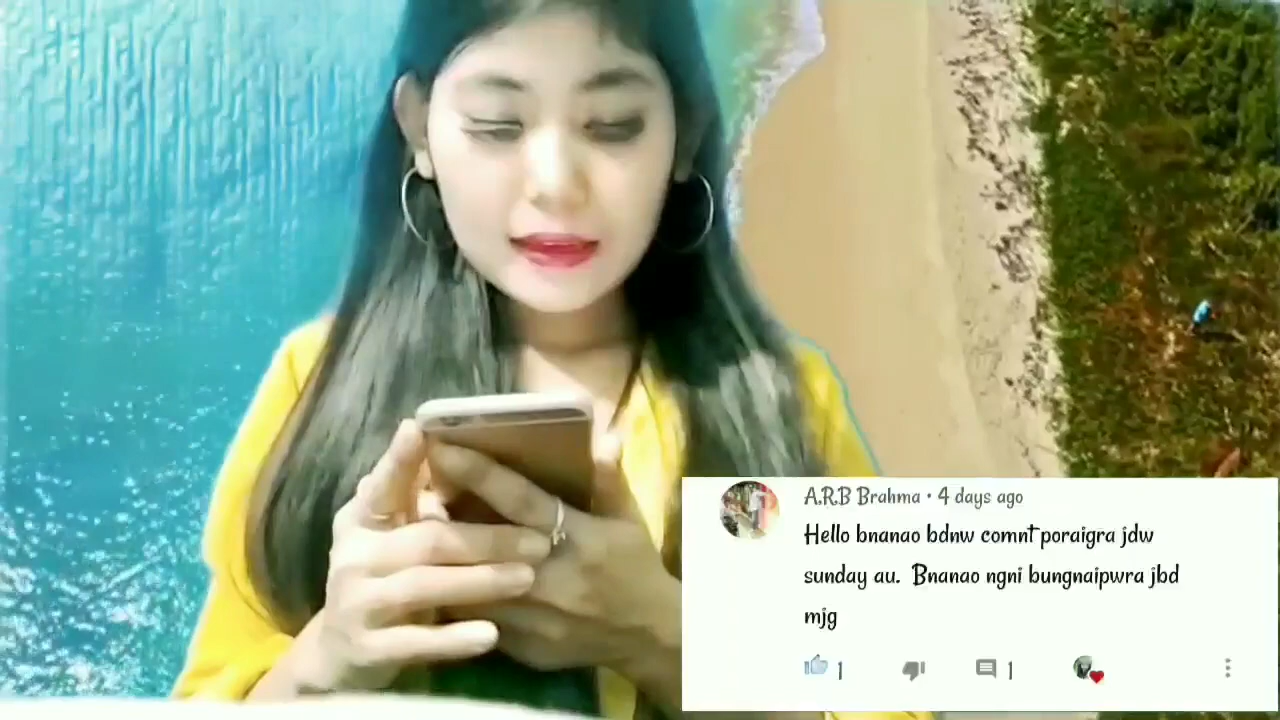 A.R.B Brahma • 4 days ago
Hello bnanao bdnw comnt poraigra jdw
sunday au. Bnanao ngni bungnaipwra jbd
mjg
1
1